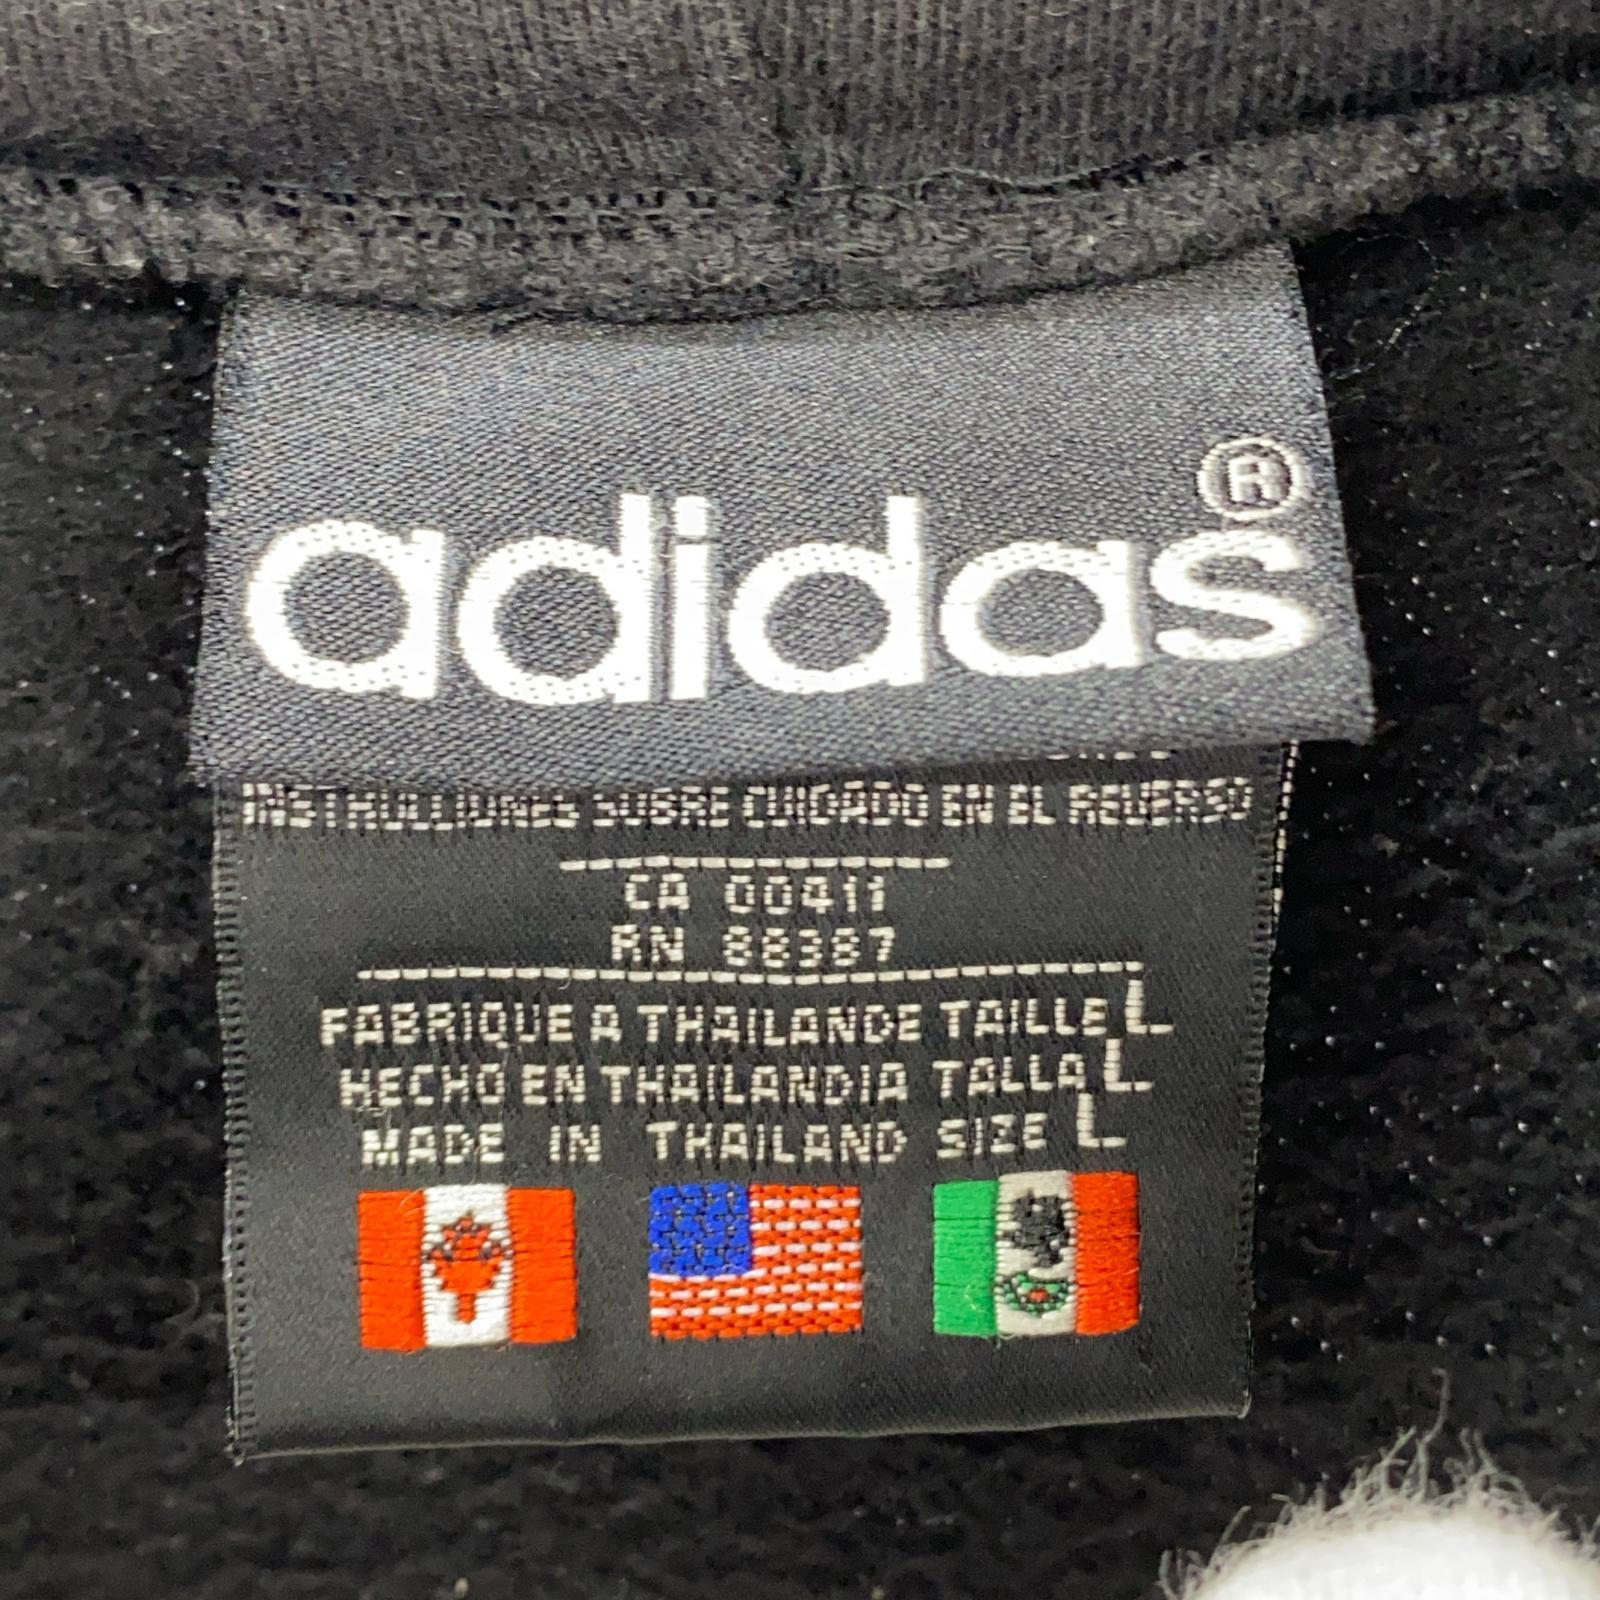 adidas®
INSTRUCCIONES SOBRE CUIDADO EN EL REVERSO
CA 00411
RN 88387
FABRIQUE A THAILANDE TAILLE L
HECHO EN THAILANDIA TALLA L
MADE IN THAILAND SIZE L